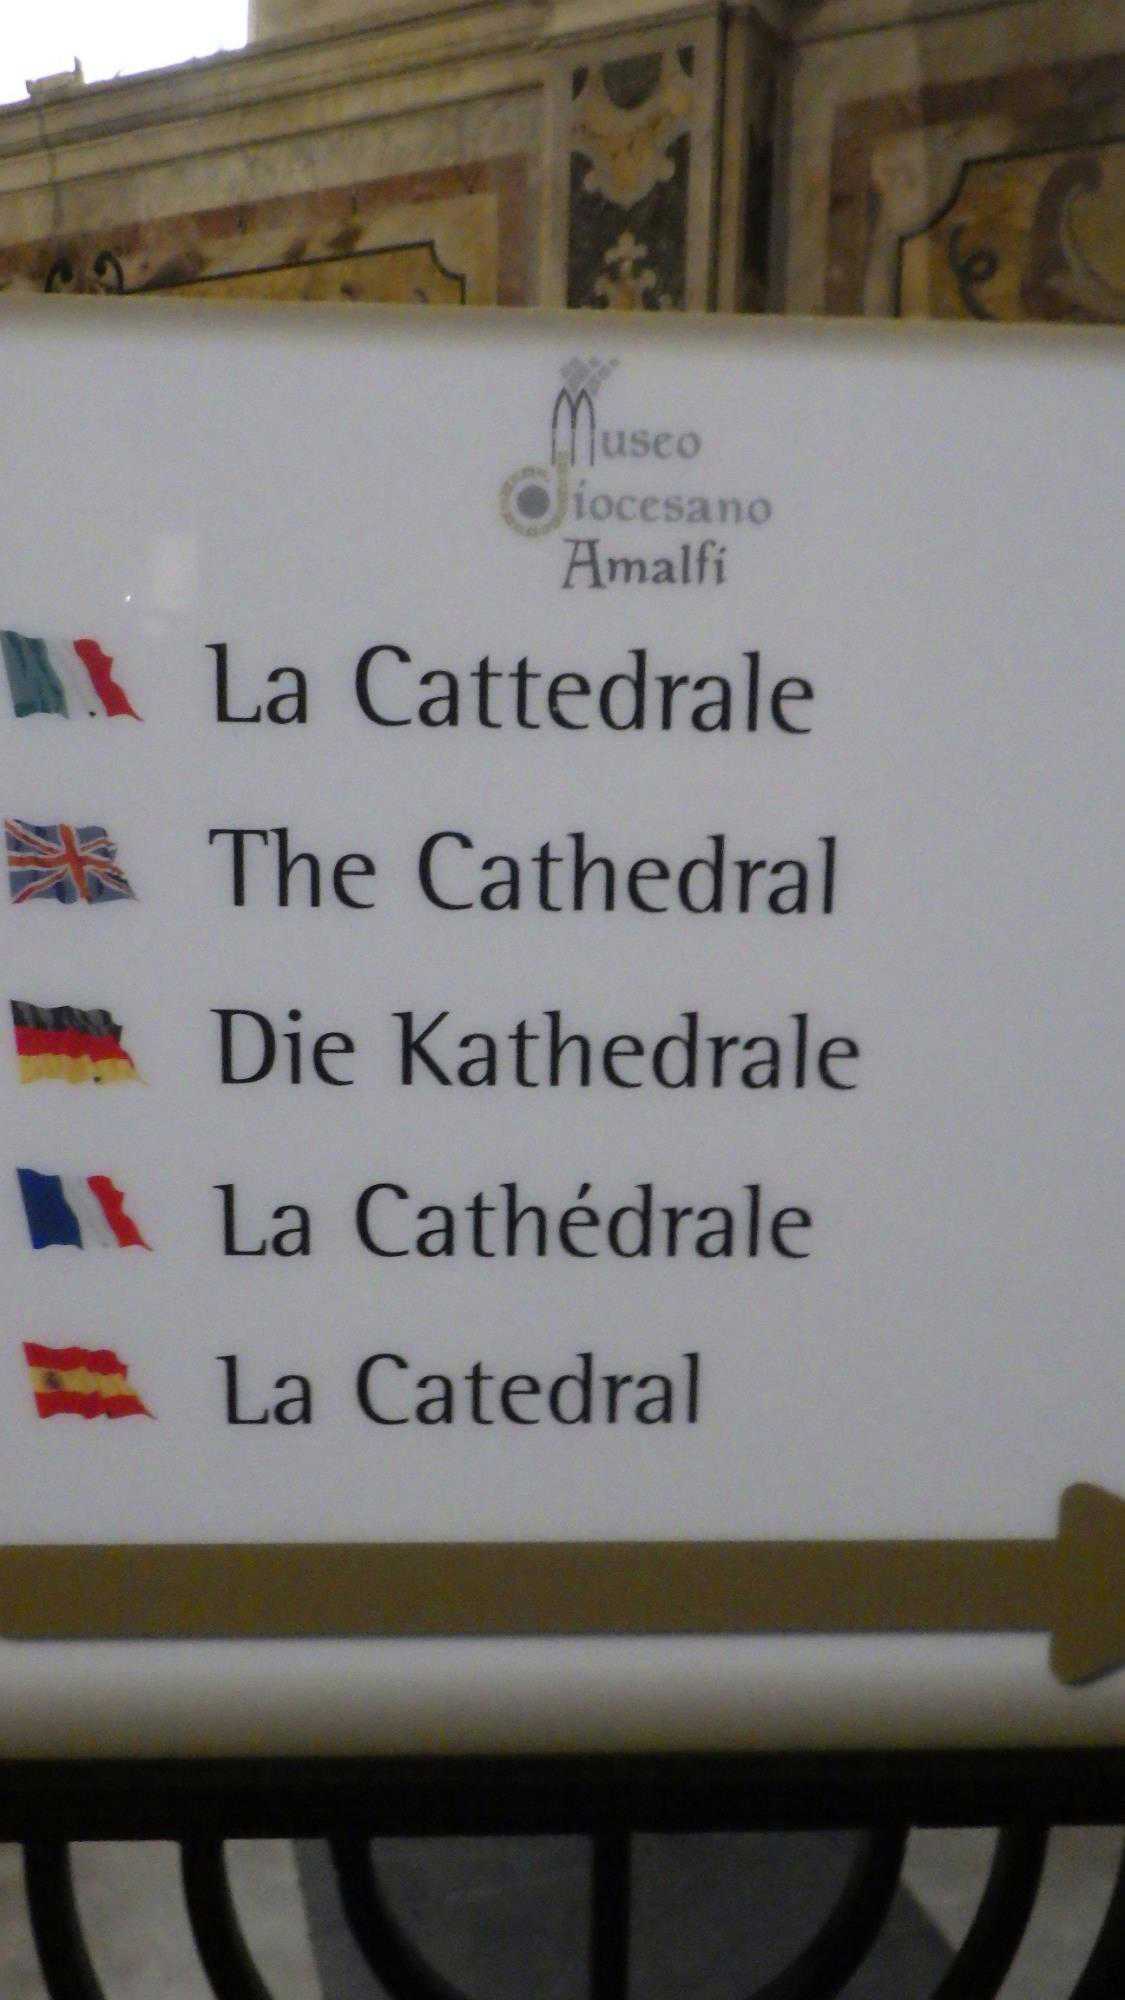 Museo
diocesano
Amalfi
La Cattedrale
The Cathedral
Die Kathedrale
La Cathédrale
La Catedral